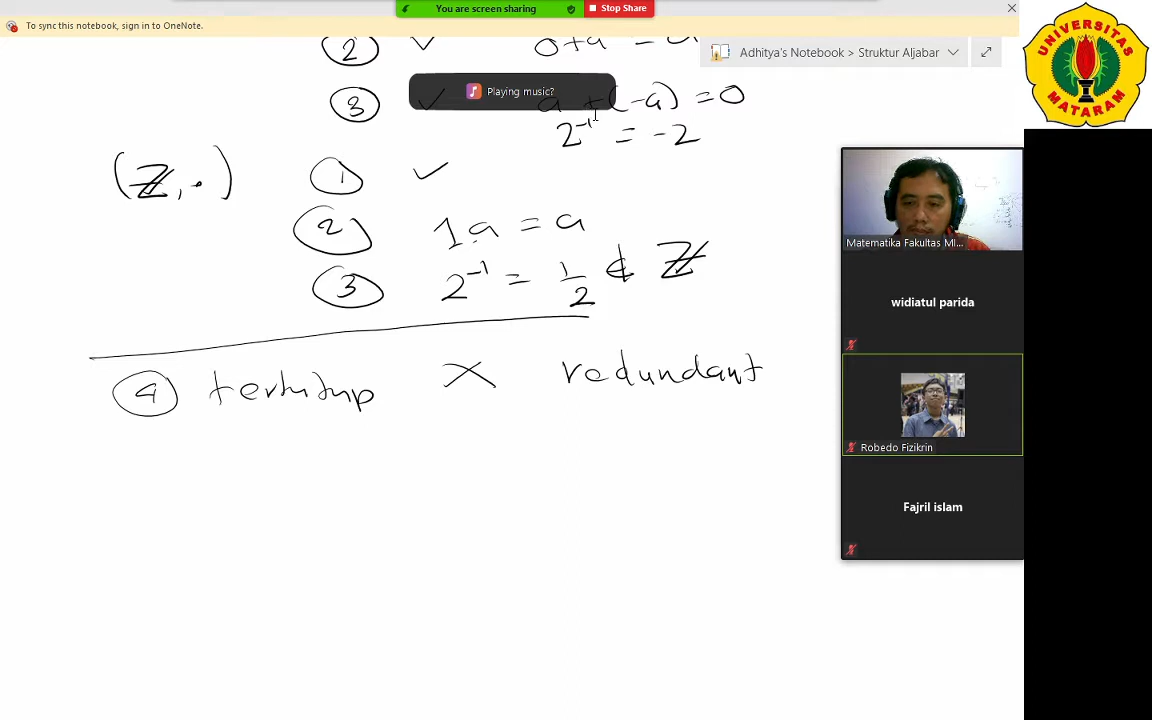 You are screen sharing
Stop Share
To sync this notebook, sign in to OneNote.
UNIVERSITAS MATARAM
② ✓ 0+a = a
Adhitya's Notebook > Struktur Aljabar
Playing music?
③ ✓ a + (-a) = 0
2⁻¹ = -2
(ℤ, ·) ① ✓
② 1.a = a
③ 2⁻¹ = 1/2 ∉ ℤ
④ tertutup ✗ redundant
Matematika Fakultas MI...
widiatul parida
Robedo Fizikrin
Fajril islam